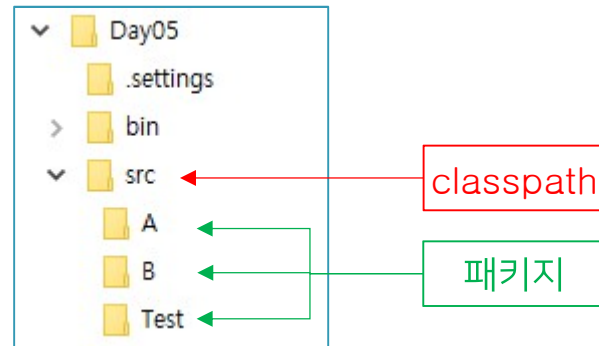 Day05
.settings
bin
src
classpath
A
B
패키지
Test